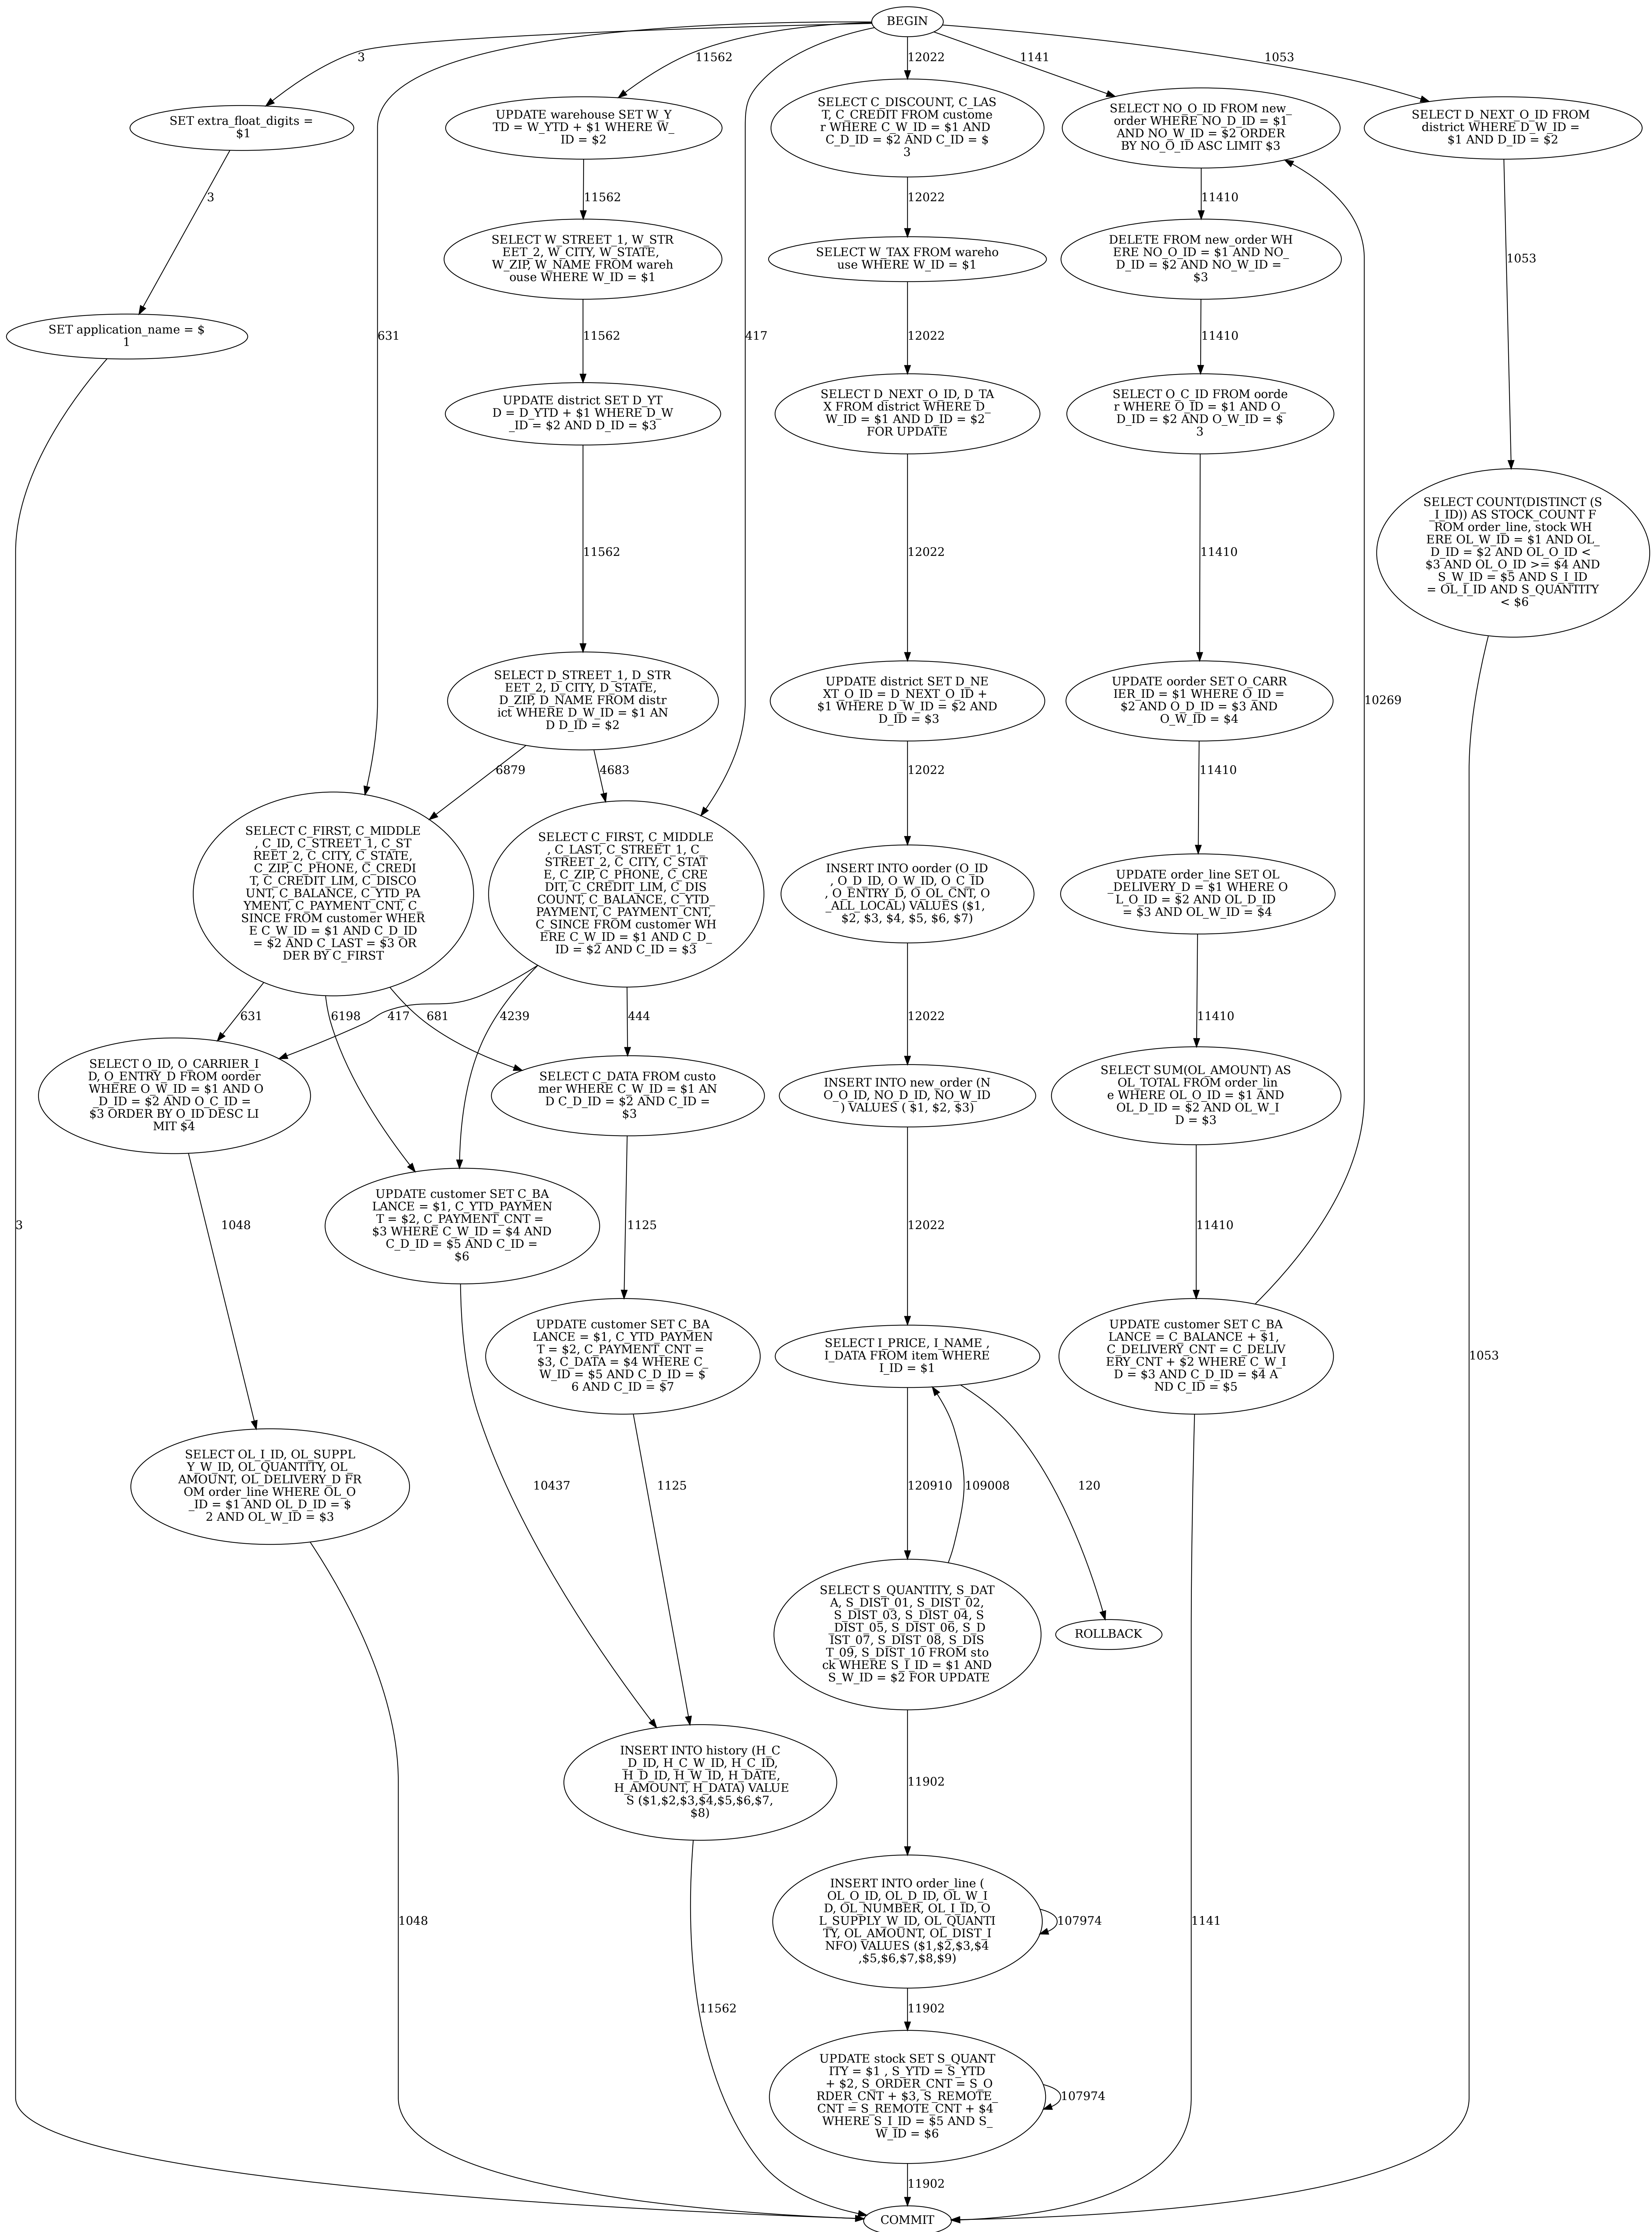 BEGIN
3
11562
12022
1141
1053
SET extra_float_digits =
$1
UPDATE warehouse SET W_Y
TD = W_YTD + $1 WHERE W_
ID = $2
SELECT C_DISCOUNT, C_LAS
T, C_CREDIT FROM custome
r WHERE C_W_ID = $1 AND
C_D_ID = $2 AND C_ID = $
3
SELECT NO_O_ID FROM new_
order WHERE NO_D_ID = $1
AND NO_W_ID = $2 ORDER
BY NO_O_ID ASC LIMIT $3
SELECT D_NEXT_O_ID FROM
district WHERE D_W_ID =
$1 AND D_ID = $2
3
11562
12022
11410
1053
SELECT W_STREET_1, W_STR
EET_2, W_CITY, W_STATE,
W_ZIP, W_NAME FROM wareh
ouse WHERE W_ID = $1
SELECT W_TAX FROM wareho
use WHERE W_ID = $1
DELETE FROM new_order WH
ERE NO_O_ID = $1 AND NO_
D_ID = $2 AND NO_W_ID =
$3
SET application_name = $
1
631
11562
417
12022
11410
UPDATE district SET D_YT
D = D_YTD + $1 WHERE D_W
_ID = $2 AND D_ID = $3
SELECT D_NEXT_O_ID, D_TA
X FROM district WHERE D_
W_ID = $1 AND D_ID = $2
FOR UPDATE
SELECT O_C_ID FROM oorde
r WHERE O_ID = $1 AND O_
D_ID = $2 AND O_W_ID = $
3
11562
12022
11410
SELECT COUNT(DISTINCT (S
_I_ID)) AS STOCK_COUNT F
ROM order_line, stock WH
ERE OL_W_ID = $1 AND OL_
D_ID = $2 AND OL_O_ID <
$3 AND OL_O_ID >= $4 AND
S_W_ID = $5 AND S_I_ID
= OL_I_ID AND S_QUANTITY
< $6
SELECT D_STREET_1, D_STR
EET_2, D_CITY, D_STATE,
D_ZIP, D_NAME FROM distr
ict WHERE D_W_ID = $1 AN
D D_ID = $2
UPDATE district SET D_NE
XT_O_ID = D_NEXT_O_ID +
$1 WHERE D_W_ID = $2 AND
D_ID = $3
UPDATE oorder SET O_CARR
IER_ID = $1 WHERE O_ID =
$2 AND O_D_ID = $3 AND
O_W_ID = $4
10269
6879
4683
12022
11410
SELECT C_FIRST, C_MIDDLE
, C_ID, C_STREET_1, C_ST
REET_2, C_CITY, C_STATE,
C_ZIP, C_PHONE, C_CREDI
T, C_CREDIT_LIM, C_DISCO
UNT, C_BALANCE, C_YTD_PA
YMENT, C_PAYMENT_CNT, C_
SINCE FROM customer WHER
E C_W_ID = $1 AND C_D_ID
= $2 AND C_LAST = $3 OR
DER BY C_FIRST
SELECT C_FIRST, C_MIDDLE
, C_LAST, C_STREET_1, C_
STREET_2, C_CITY, C_STAT
E, C_ZIP, C_PHONE, C_CRE
DIT, C_CREDIT_LIM, C_DIS
COUNT, C_BALANCE, C_YTD_
PAYMENT, C_PAYMENT_CNT,
C_SINCE FROM customer WH
ERE C_W_ID = $1 AND C_D_
ID = $2 AND C_ID = $3
INSERT INTO oorder (O_ID
, O_D_ID, O_W_ID, O_C_ID
, O_ENTRY_D, O_OL_CNT, O
_ALL_LOCAL) VALUES ($1,
$2, $3, $4, $5, $6, $7)
UPDATE order_line SET OL
_DELIVERY_D = $1 WHERE O
L_O_ID = $2 AND OL_D_ID
= $3 AND OL_W_ID = $4
631
6198
417
681
4239
444
12022
11410
SELECT O_ID, O_CARRIER_I
D, O_ENTRY_D FROM oorder
WHERE O_W_ID = $1 AND O
_D_ID = $2 AND O_C_ID =
$3 ORDER BY O_ID DESC LI
MIT $4
SELECT C_DATA FROM custo
mer WHERE C_W_ID = $1 AN
D C_D_ID = $2 AND C_ID =
$3
INSERT INTO new_order (N
O_O_ID, NO_D_ID, NO_W_ID
) VALUES ( $1, $2, $3)
SELECT SUM(OL_AMOUNT) AS
OL_TOTAL FROM order_lin
e WHERE OL_O_ID = $1 AND
OL_D_ID = $2 AND OL_W_I
D = $3
3
1048
UPDATE customer SET C_BA
LANCE = $1, C_YTD_PAYMEN
T = $2, C_PAYMENT_CNT =
$3 WHERE C_W_ID = $4 AND
C_D_ID = $5 AND C_ID =
$6
1125
12022
11410
UPDATE customer SET C_BA
LANCE = $1, C_YTD_PAYMEN
T = $2, C_PAYMENT_CNT =
$3, C_DATA = $4 WHERE C_
W_ID = $5 AND C_D_ID = $
6 AND C_ID = $7
SELECT I_PRICE, I_NAME ,
I_DATA FROM item WHERE
I_ID = $1
UPDATE customer SET C_BA
LANCE = C_BALANCE + $1,
C_DELIVERY_CNT = C_DELIV
ERY_CNT + $2 WHERE C_W_I
D = $3 AND C_D_ID = $4 A
ND C_ID = $5
1053
SELECT OL_I_ID, OL_SUPPL
Y_W_ID, OL_QUANTITY, OL_
AMOUNT, OL_DELIVERY_D FR
OM order_line WHERE OL_O
_ID = $1 AND OL_D_ID = $
2 AND OL_W_ID = $3
10437
1125
120910
109008
120
SELECT S_QUANTITY, S_DAT
A, S_DIST_01, S_DIST_02,
S_DIST_03, S_DIST_04, S
_DIST_05, S_DIST_06, S_D
IST_07, S_DIST_08, S_DIS
T_09, S_DIST_10 FROM sto
ck WHERE S_I_ID = $1 AND
S_W_ID = $2 FOR UPDATE
ROLLBACK
INSERT INTO history (H_C
_D_ID, H_C_W_ID, H_C_ID,
H_D_ID, H_W_ID, H_DATE,
H_AMOUNT, H_DATA) VALUE
S ($1,$2,$3,$4,$5,$6,$7,
$8)
11902
1048
INSERT INTO order_line (
OL_O_ID, OL_D_ID, OL_W_I
D, OL_NUMBER, OL_I_ID, O
L_SUPPLY_W_ID, OL_QUANTI
TY, OL_AMOUNT, OL_DIST_I
NFO) VALUES ($1,$2,$3,$4
,$5,$6,$7,$8,$9)
107974
1141
11562
11902
UPDATE stock SET S_QUANT
ITY = $1 , S_YTD = S_YTD
+ $2, S_ORDER_CNT = S_O
RDER_CNT + $3, S_REMOTE_
CNT = S_REMOTE_CNT + $4
WHERE S_I_ID = $5 AND S_
W_ID = $6
107974
11902
COMMIT